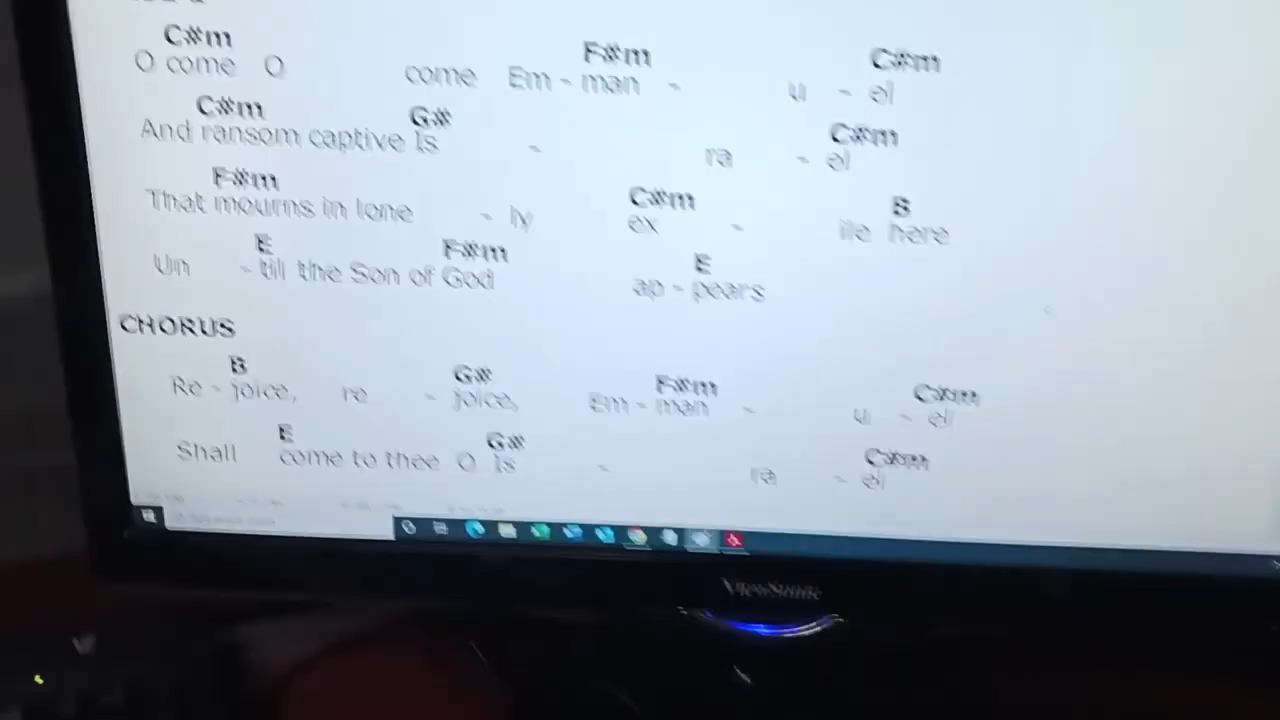 C#m F#m C#m
O come O come Em - man - u - el
C#m G# C#m
And ransom captive Is - ra - el
F#m C#m B
That mourns in lone - ly ex - ile here
E F#m E
Un - till the Son of God ap - pears
CHORUS
B G# F#m C#m
Re - joice, re - joice, Em - man - u - el
E G# C#m
Shall come to thee O Is - ra - el
ViewSonic